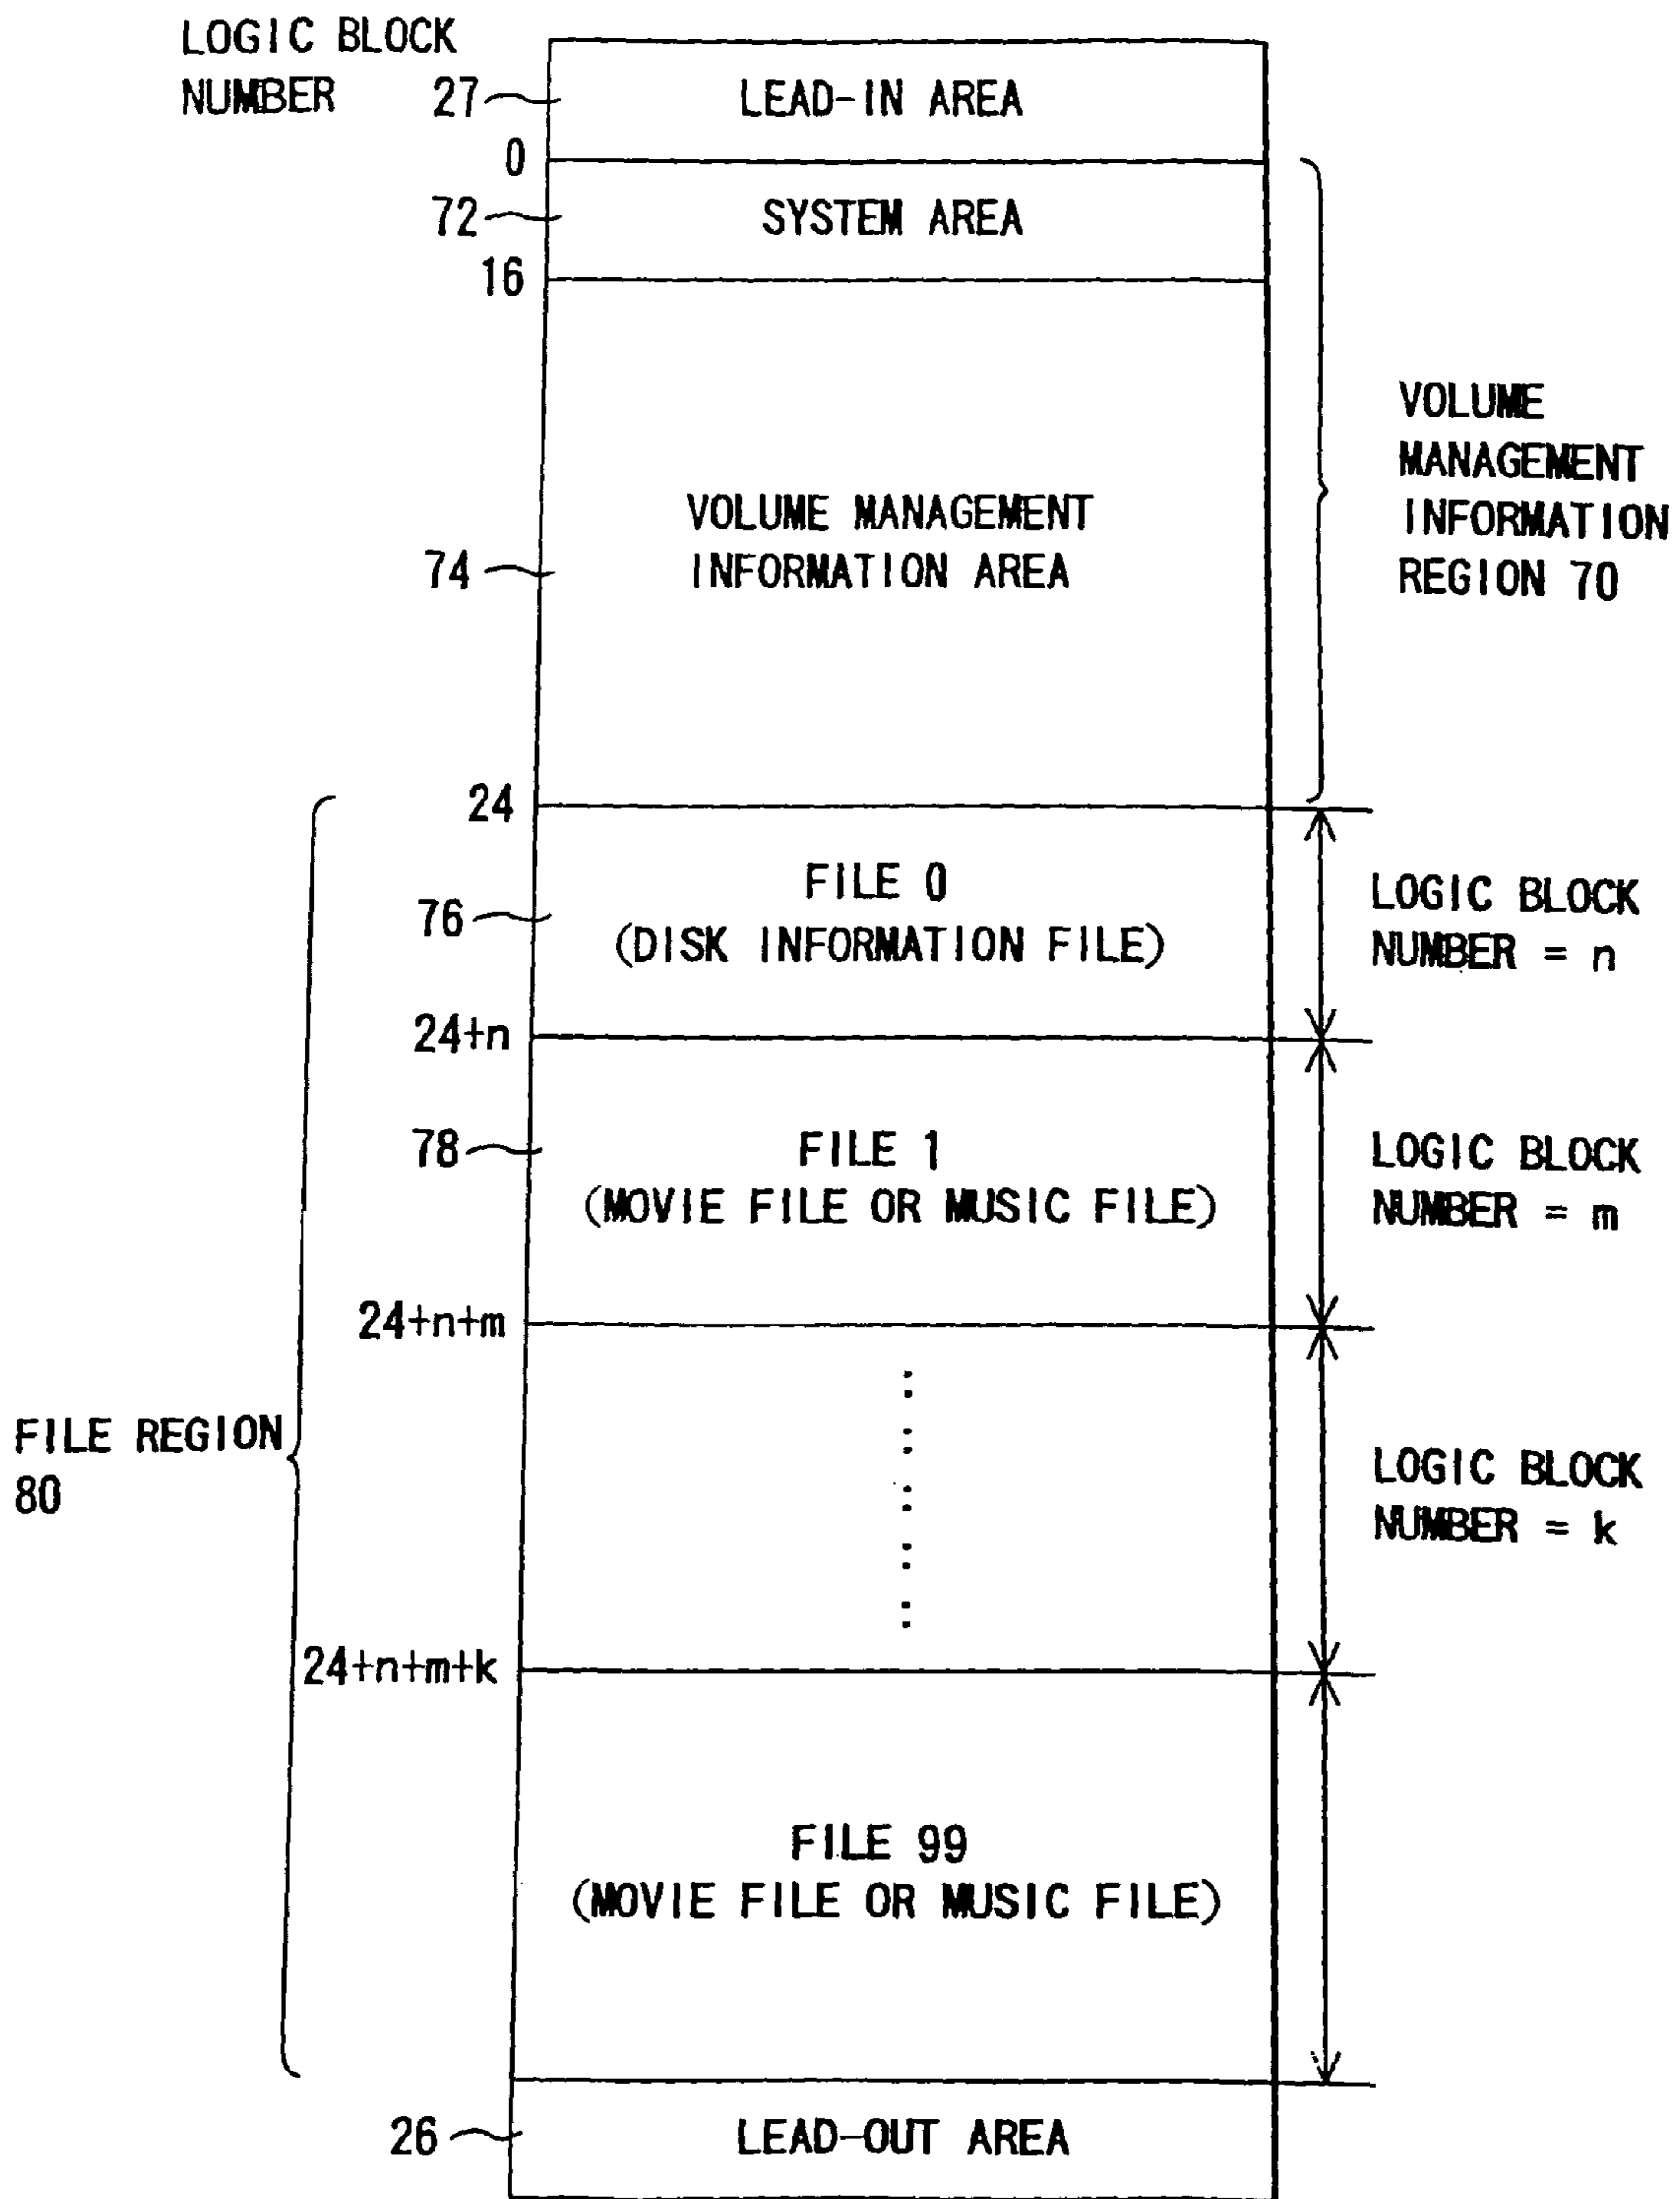 LOGIC BLOCK
NUMBER
27
LEAD-IN AREA
0
72
SYSTEM AREA
16
VOLUME
MANAGEMENT
INFORMATION
REGION 70
VOLUME MANAGEMENT
74
INFORMATION AREA
24
FILE 0
76
(DISK INFORMATION FILE)
LOGIC BLOCK
NUMBER = n
24+n
78
FILE 1
(MOVIE FILE OR MUSIC FILE)
LOGIC BLOCK
NUMBER = m
24+n+m
FILE REGION
80
LOGIC BLOCK
NUMBER = k
24+n+m+k
FILE 99
(MOVIE FILE OR MUSIC FILE)
26
LEAD-OUT AREA